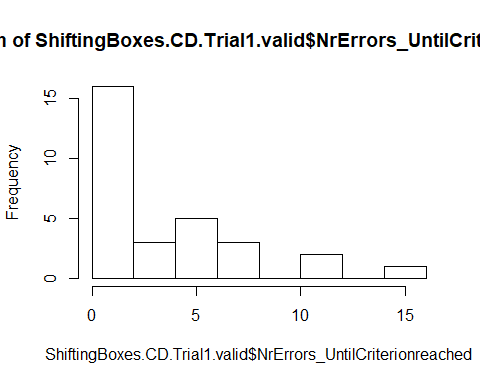 of ShiftingBoxes.CD.Trial1.valid$NrErrors_UntilCrit
Frequency
15
10
5
0
0 5 10 15
ShiftingBoxes.CD.Trial1.valid$NrErrors_UntilCriterionreached